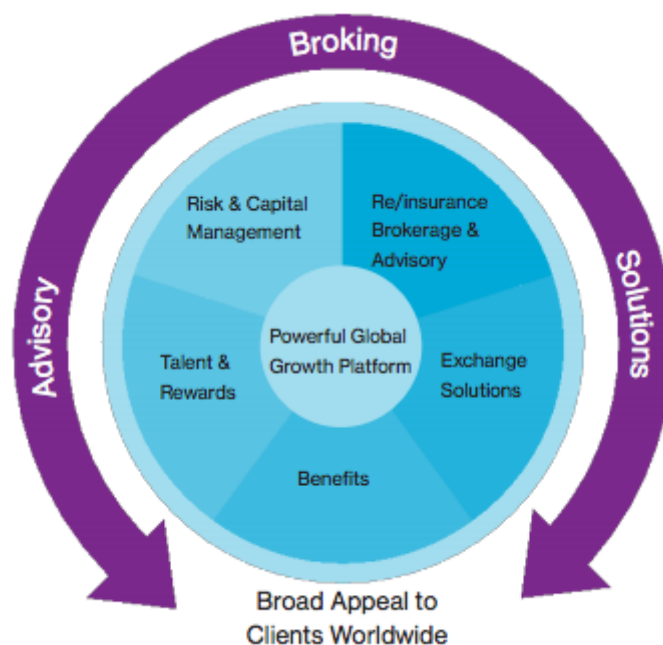 Broking
Advisory
Solutions
Risk & Capital
Management
Re/insurance
Brokerage &
Advisory
Powerful Global
Growth Platform
Talent &
Rewards
Exchange
Solutions
Benefits
Broad Appeal to
Clients Worldwide